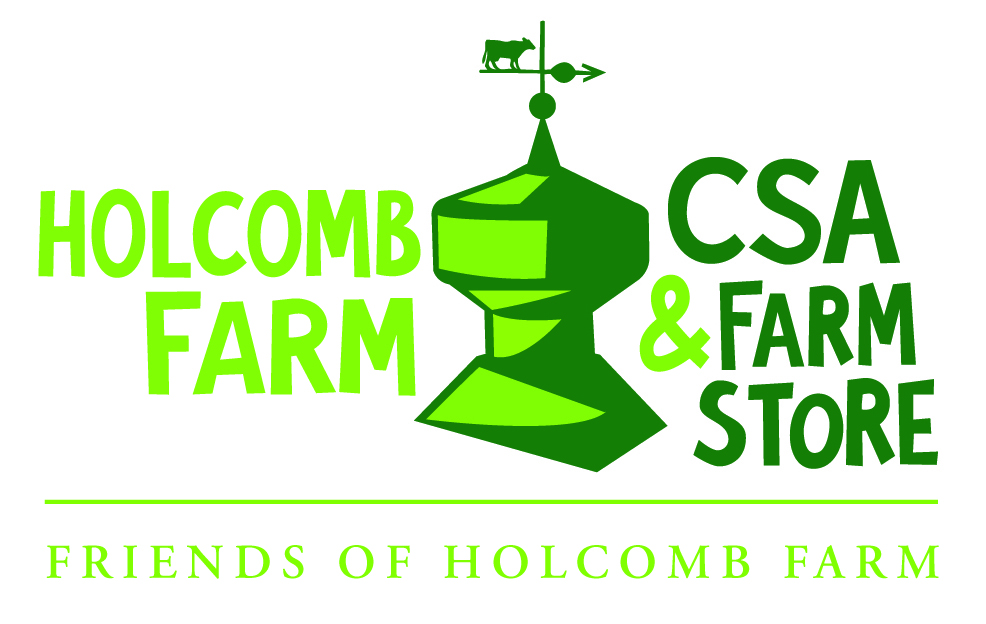 HOLCOMB
FARM
CSA
& FARM
STORE
FRIENDS OF HOLCOMB FARM